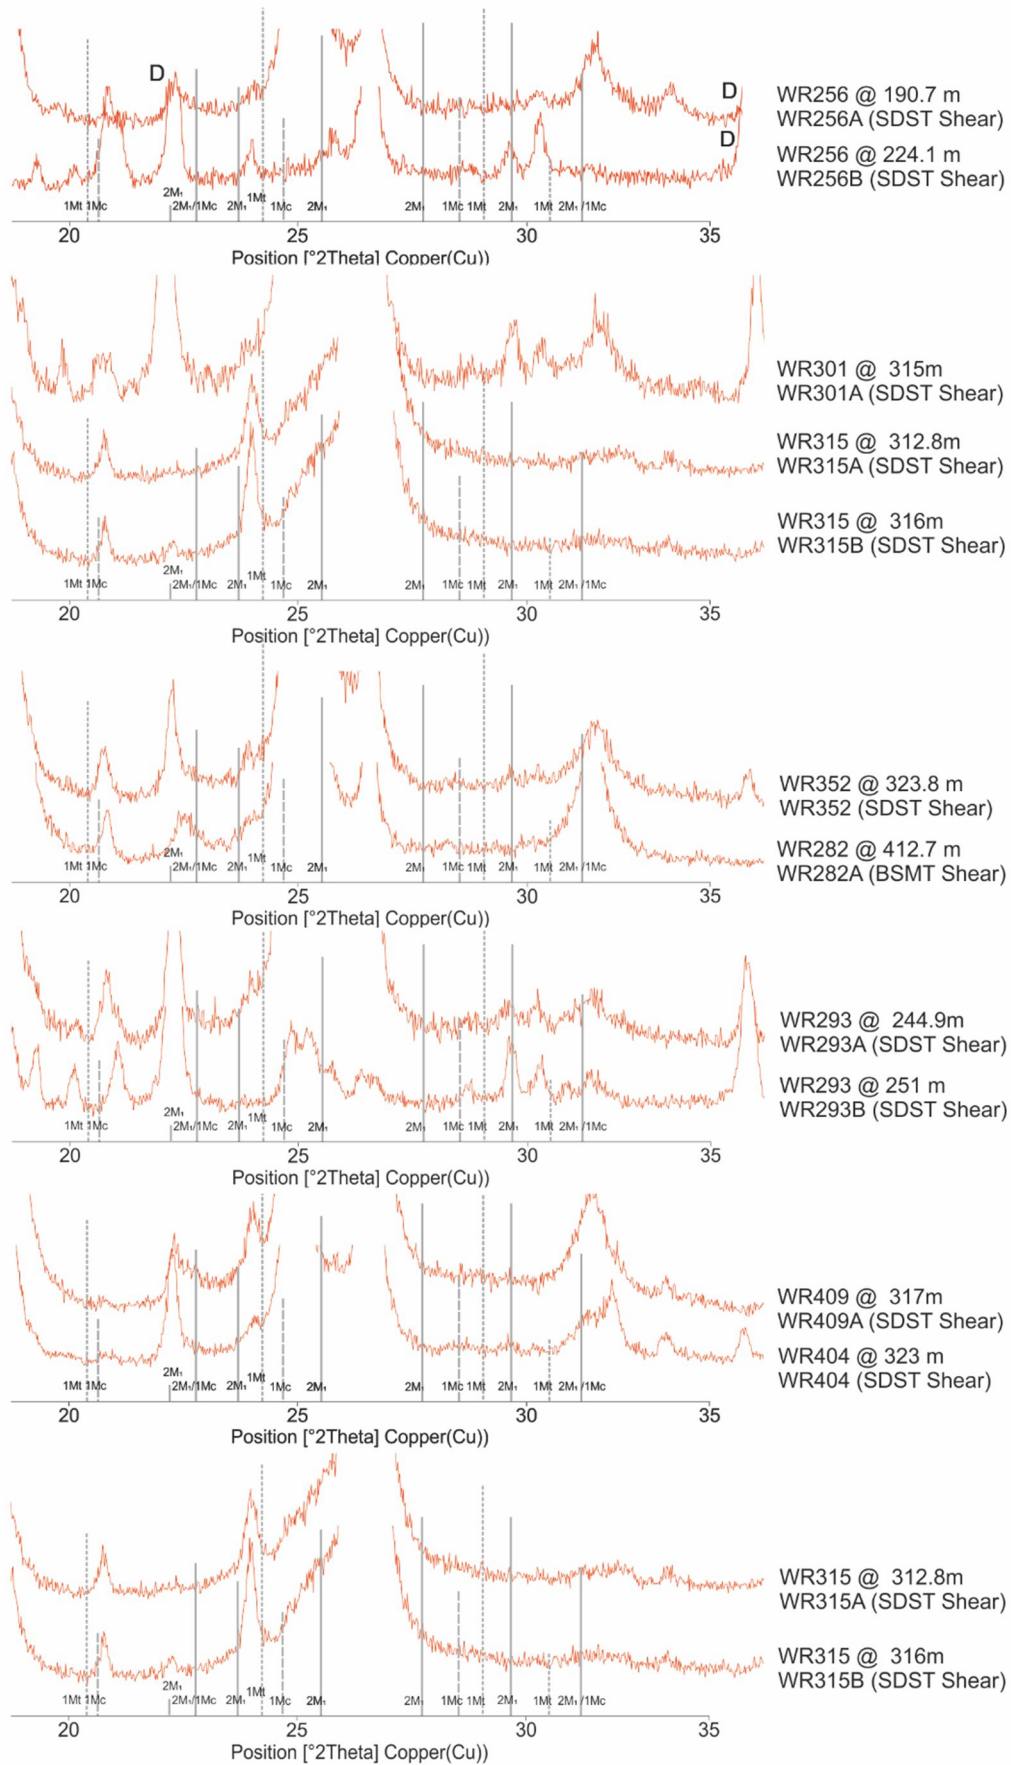 D
D
D
WR256 @ 190.7 m
WR256A (SDST Shear)
WR256 @ 224.1 m
WR256B (SDST Shear)
1Mt 1Mc 2M₁ 2M₁/1Mc 2M₁ 1Mt 1Mc 2M₁ 2M₁ 1Mc 1Mt 2M₁ 1Mt 2M₁ /1Mc
20 25 30 35
Position [°2Theta] Copper(Cu))
WR301 @ 315m
WR301A (SDST Shear)
WR315 @ 312.8m
WR315A (SDST Shear)
WR315 @ 316m
WR315B (SDST Shear)
1Mt 1Mc 2M₁ 2M₁/1Mc 2M₁ 1Mt 1Mc 2M₁ 2M₁ 1Mc 1Mt 2M₁ 1Mt 2M₁ /1Mc
20 25 30 35
Position [°2Theta] Copper(Cu))
WR352 @ 323.8 m
WR352 (SDST Shear)
WR282 @ 412.7 m
WR282A (BSMT Shear)
1Mt 1Mc 2M₁ 2M₁/1Mc 2M₁ 1Mt 1Mc 2M₁ 2M₁ 1Mc 1Mt 2M₁ 1Mt 2M₁ /1Mc
20 25 30 35
Position [°2Theta] Copper(Cu))
WR293 @ 244.9m
WR293A (SDST Shear)
WR293 @ 251 m
WR293B (SDST Shear)
1Mt 1Mc 2M₁ 2M₁/1Mc 2M₁ 1Mt 1Mc 2M₁ 2M₁ 1Mc 1Mt 2M₁ 1Mt 2M₁ /1Mc
20 25 30 35
Position [°2Theta] Copper(Cu))
WR409 @ 317m
WR409A (SDST Shear)
WR404 @ 323 m
WR404 (SDST Shear)
1Mt 1Mc 2M₁ 2M₁/1Mc 2M₁ 1Mt 1Mc 2M₁ 2M₁ 1Mc 1Mt 2M₁ 1Mt 2M₁ /1Mc
20 25 30 35
Position [°2Theta] Copper(Cu))
WR315 @ 312.8m
WR315A (SDST Shear)
WR315 @ 316m
WR315B (SDST Shear)
1Mt 1Mc 2M₁ 2M₁/1Mc 2M₁ 1Mt 1Mc 2M₁ 2M₁ 1Mc 1Mt 2M₁ 1Mt 2M₁ /1Mc
20 25 30 35
Position [°2Theta] Copper(Cu))